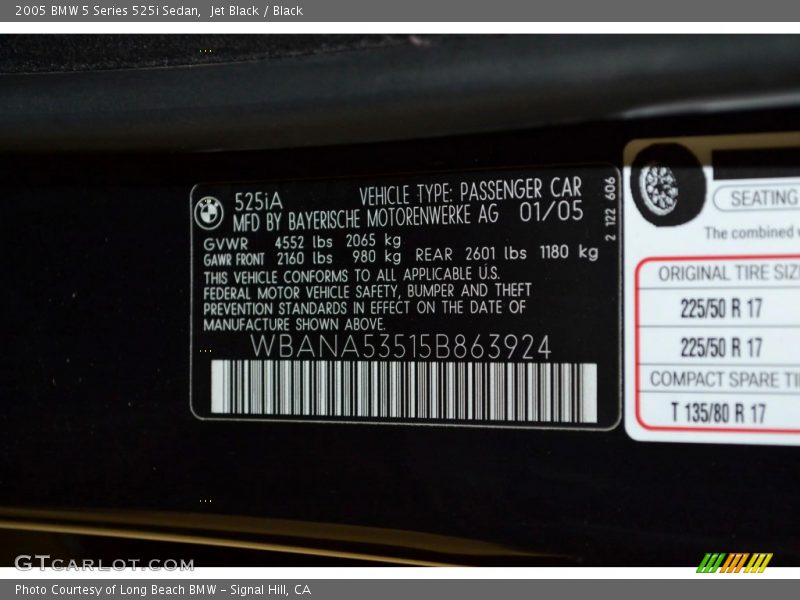 2005 BMW 5 Series 525i Sedan,  Jet Black / Black
525iA
VEHICLE TYPE: PASSENGER CAR
MFD BY BAYERISCHE MOTORENWERKE AG 01/05
GVWR 4552 lbs 2065 kg
GAWR FRONT 2160 lbs 980 kg REAR 2601 lbs 1180 kg
THIS VEHICLE CONFORMS TO ALL APPLICABLE U.S.
FEDERAL MOTOR VEHICLE SAFETY, BUMPER AND THEFT
PREVENTION STANDARDS IN EFFECT ON THE DATE OF
MANUFACTURE SHOWN ABOVE.
WBANA53515B863924
2 122 606
SEATING
The combined
ORIGINAL TIRE SIZE
225/50 R 17
225/50 R 17
COMPACT SPARE
T 135/80 R 17
GTCARLOT.COM
Photo Courtesy of Long Beach BMW - Signal Hill, CA